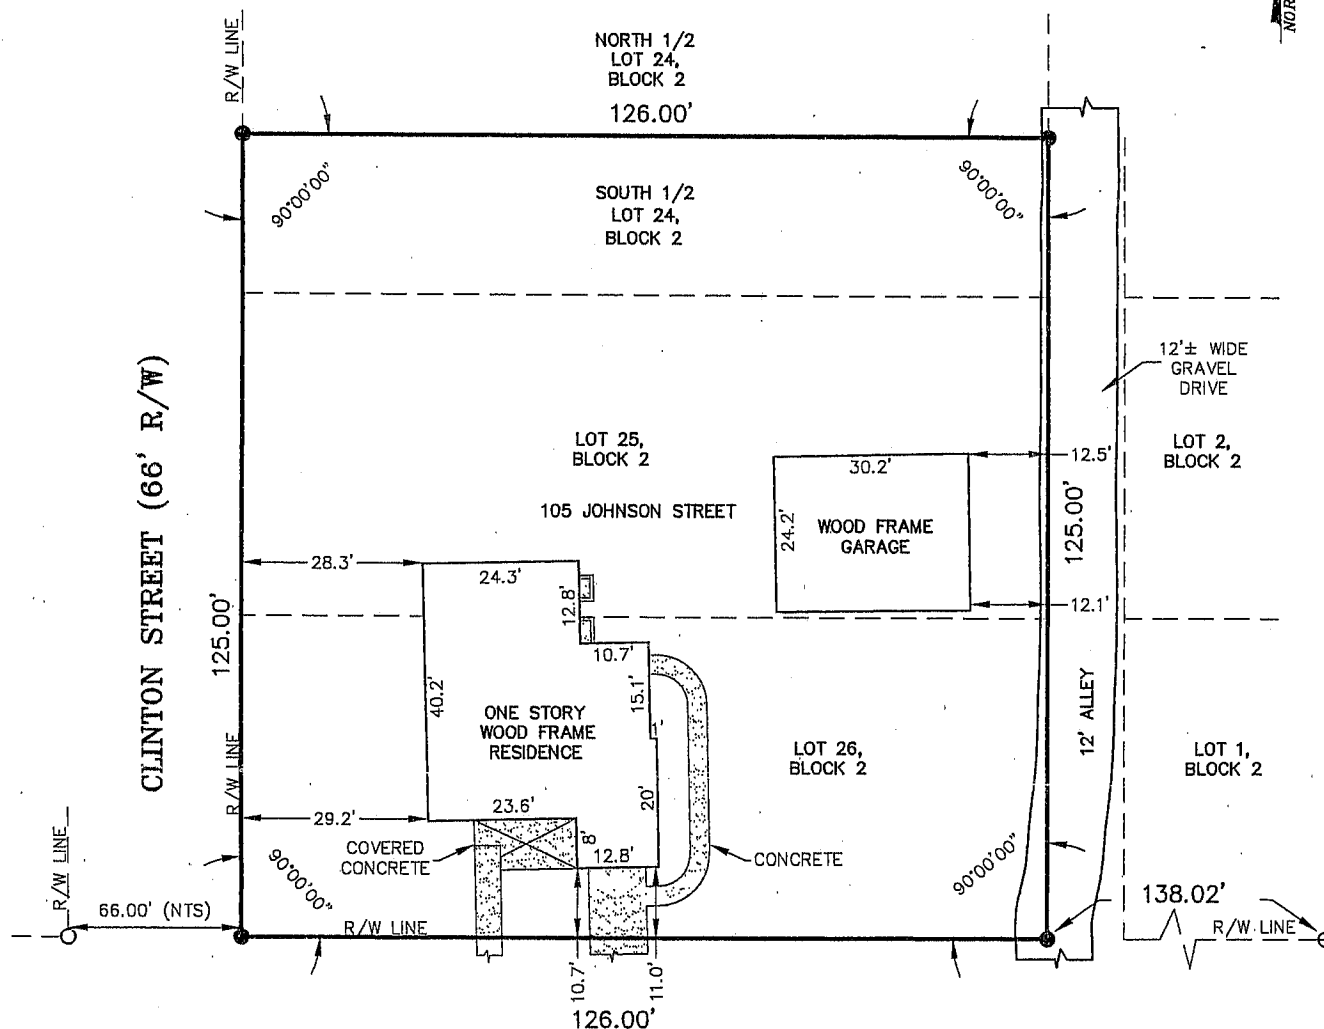 NOR
R/W LINE
NORTH 1/2
LOT 24,
BLOCK 2
126.00'
90°00'00"
90°00'00"
SOUTH 1/2
LOT 24,
BLOCK 2
12'± WIDE
GRAVEL
DRIVE
CLINTON STREET (66' R/W)
LOT 25,
BLOCK 2
LOT 2,
BLOCK 2
30.2'
12.5'
105 JOHNSON STREET
24.2'
WOOD FRAME
GARAGE
125.00'
28.3'
24.3'
12.8'
12.1'
125.00'
10.7'
40.2'
15.1'
ONE STORY
WOOD FRAME
RESIDENCE
1'
12' ALLEY
LOT 26,
BLOCK 2
LOT 1,
BLOCK 2
R/W LINE
20'
29.2'
23.6'
8'
12.8'
COVERED
CONCRETE
CONCRETE
R/W LINE
90°00'00"
90°00'00"
138.02'
66.00' (NTS)
R/W LINE
R/W LINE
10.7'
11.0'
126.00'